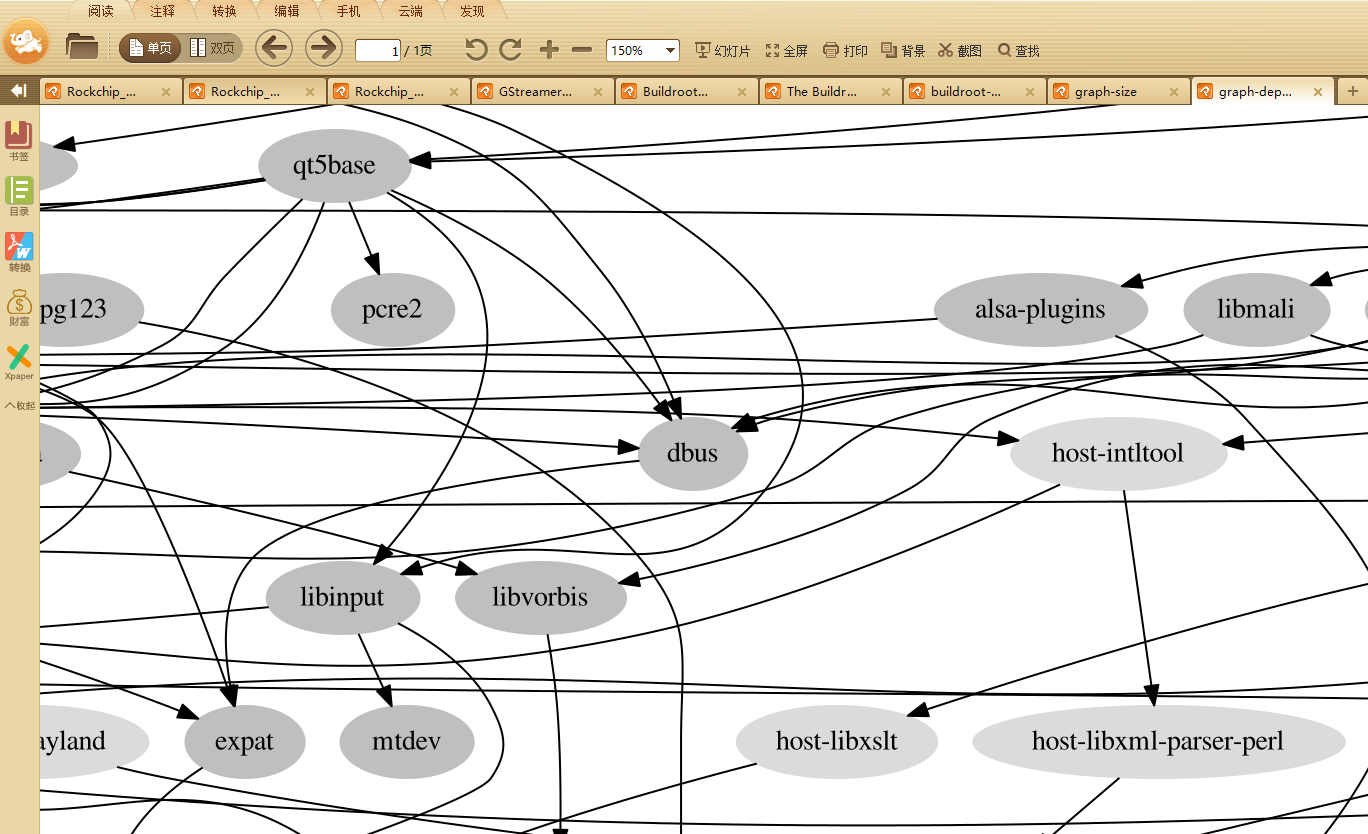 阅读 注释 转换 编辑 手机 云端 发现
单页 双页 1 / 1页 150% 幻灯片 全屏 打印 背景 截图 查找
Rockchip_... Rockchip_... Rockchip_... GStreamer... Buildroot... The Buildr... buildroot-... graph-size graph-dep...
书签
目录
转换
财富
Xpaper
收起
qt5base
pg123 pcre2 alsa-plugins libmali
dbus host-intltool
libinput libvorbis
ayland expat mtdev host-libxslt host-libxml-parser-perl